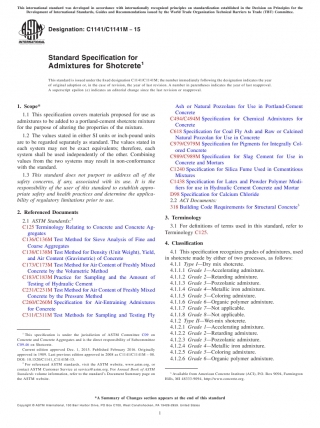 This international standard was developed in accordance with internationally recognized principles on standardization established in the Decision on Principles for the
Development of International Standards, Guides and Recommendations issued by the World Trade Organization Technical Barriers to Trade (TBT) Committee.
Designation: C1141/C1141M – 15
Standard Specification for
Admixtures for Shotcrete¹
This standard is issued under the fixed designation C1141/C1141M; the number immediately following the designation indicates the year
of original adoption or, in the case of revision, the year of last revision. A number in parentheses indicates the year of last reapproval.
A superscript epsilon (ε) indicates an editorial change since the last revision or reapproval.
1. Scope*
1.1 This specification covers materials proposed for use as
admixtures to be added to a portland-cement shotcrete mixture
for the purpose of altering the properties of the mixture.
1.2 The values stated in either SI units or inch-pound units
are to be regarded separately as standard. The values stated in
each system may not be exact equivalents; therefore, each
system shall be used independently of the other. Combining
values from the two systems may result in non-conformance
with the standard.
1.3 This standard does not purport to address all of the
safety concerns, if any, associated with its use. It is the
responsibility of the user of this standard to establish appro-
priate safety and health practices and determine the applica-
bility of regulatory limitations prior to use.
2. Referenced Documents
2.1 ASTM Standards:²
C125 Terminology Relating to Concrete and Concrete Ag-
gregates
C136/C136M Test Method for Sieve Analysis of Fine and
Coarse Aggregates
C138/C138M Test Method for Density (Unit Weight), Yield,
and Air Content (Gravimetric) of Concrete
C173/C173M Test Method for Air Content of Freshly Mixed
Concrete by the Volumetric Method
C183/C183M Practice for Sampling and the Amount of
Testing of Hydraulic Cement
C231/C231M Test Method for Air Content of Freshly Mixed
Concrete by the Pressure Method
C260/C260M Specification for Air-Entraining Admixtures
for Concrete
C311/C311M Test Methods for Sampling and Testing Fly
¹ This specification is under the jurisdiction of ASTM Committee C09 on
Concrete and Concrete Aggregates and is the direct responsibility of Subcommittee
C09.46 on Shotcrete.
Current edition approved Dec. 1, 2015. Published February 2016. Originally
approved in 1989. Last previous edition approved in 2008 as C1141/C1141M – 08.
DOI: 10.1520/C1141_C1141M-15.
² For referenced ASTM standards, visit the ASTM website, www.astm.org, or
contact ASTM Customer Service at service@astm.org. For Annual Book of ASTM
Standards volume information, refer to the standard's Document Summary page on
the ASTM website.
Ash or Natural Pozzolans for Use in Portland-Cement
Concrete
C494/C494M Specification for Chemical Admixtures for
Concrete
C618 Specification for Coal Fly Ash and Raw or Calcined
Natural Pozzolan for Use in Concrete
C979/C979M Specification for Pigments for Integrally Col-
ored Concrete
C989/C989M Specification for Slag Cement for Use in
Concrete and Mortars
C1240 Specification for Silica Fume Used in Cementitious
Mixtures
C1438 Specification for Latex and Powder Polymer Modi-
fiers for use in Hydraulic Cement Concrete and Mortar
D98 Specification for Calcium Chloride
2.2 ACI Documents:
318 Building Code Requirements for Structural Concrete³
3. Terminology
3.1 For definitions of terms used in this standard, refer to
Terminology C125.
4. Classification
4.1 This specification recognizes grades of admixtures, used
in shotcrete made by either of two processes, as follows:
4.1.1 Type I—Dry-mix shotcrete.
4.1.1.1 Grade 1—Accelerating admixture.
4.1.1.2 Grade 2—Retarding admixture.
4.1.1.3 Grade 3—Pozzolanic admixture.
4.1.1.4 Grade 4—Metallic iron admixture.
4.1.1.5 Grade 5—Coloring admixture.
4.1.1.6 Grade 6—Organic polymer admixture.
4.1.1.7 Grade 7—Not applicable.
4.1.1.8 Grade 8—Not applicable.
4.1.2 Type II—Wet-mix shotcrete.
4.1.2.1 Grade 1—Accelerating admixture.
4.1.2.2 Grade 2—Retarding admixture.
4.1.2.3 Grade 3—Pozzolanic admixture.
4.1.2.4 Grade 4—Metallic iron admixture.
4.1.2.5 Grade 5—Coloring admixture.
4.1.2.6 Grade 6—Organic polymer admixture.
³ Available from American Concrete Institute (ACI), P.O. Box 9094, Farmington
Hills, MI 48333-9094, http://www.concrete.org.
*A Summary of Changes section appears at the end of this standard
Copyright © ASTM International, 100 Barr Harbor Drive, PO Box C700, West Conshohocken, PA 19428-2959. United States
1